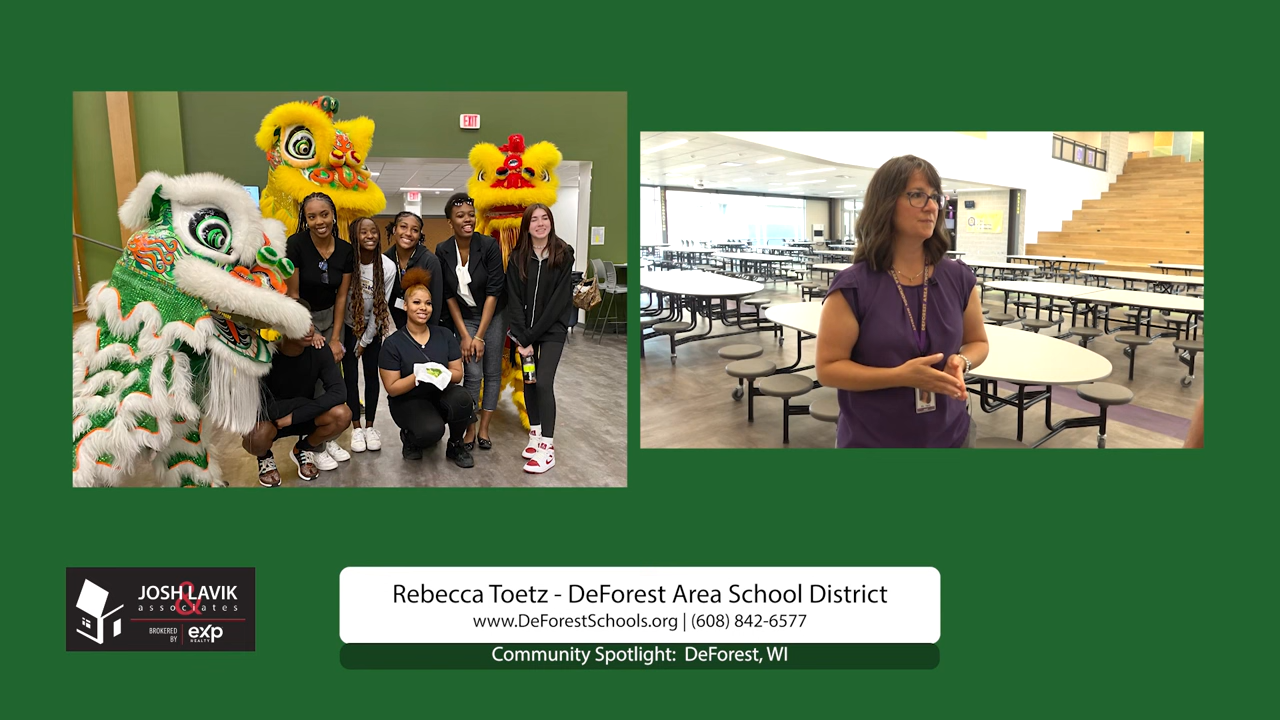 EXIT
EXIT
JOSH LAVIK
&
associates
BROKERED
BY
exp
REALTY
Rebecca Toetz - DeForest Area School District
www.DeForestSchools.org | (608) 842-6577
Community Spotlight: DeForest, WI